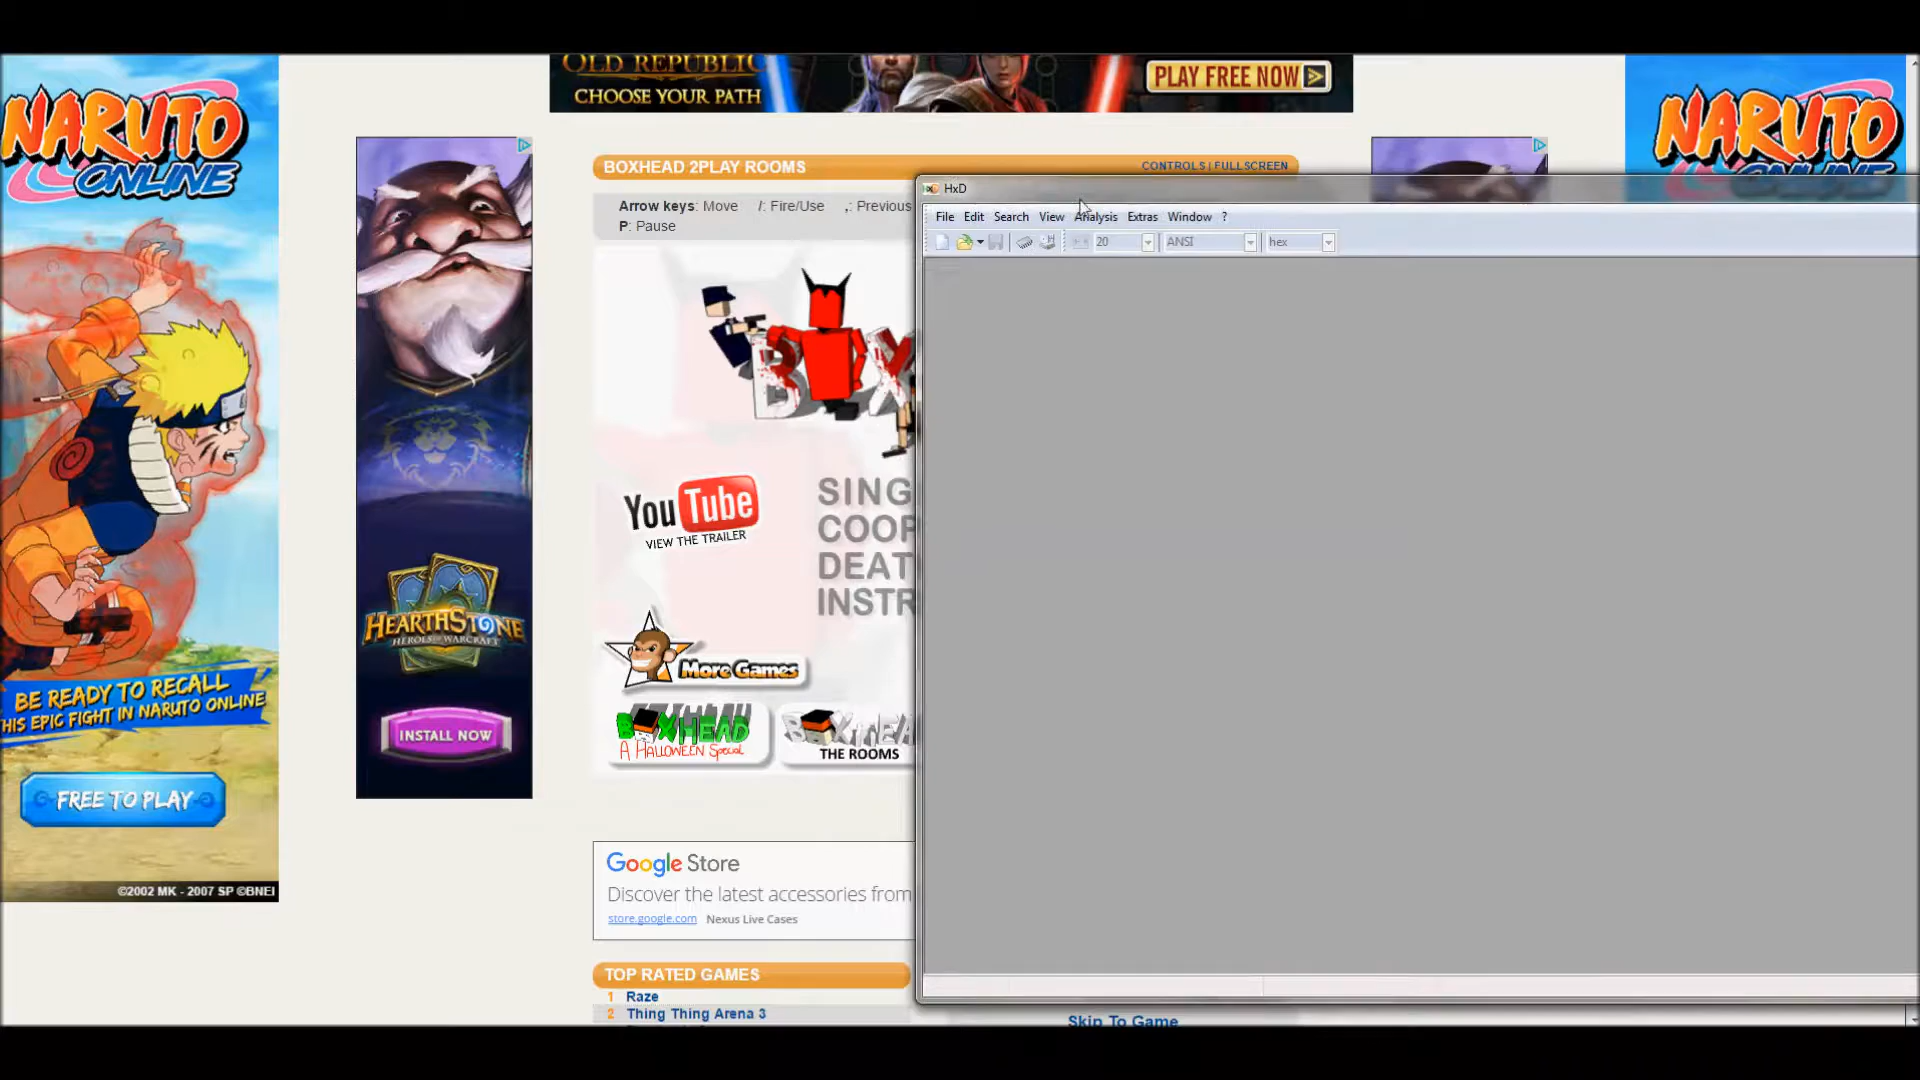 OLD REPUBLIC
CHOOSE YOUR PATH
PLAY FREE NOW
NARUTO
ONLINE
NARUTO
ONLINE
BOXHEAD 2PLAY ROOMS
CONTROLS | FULLSCREEN
Arrow keys: Move /: Fire/Use ,: Previous
P: Pause
HxD
File Edit Search View Analysis Extras Window ?
20 ANSI hex
YouTube
VIEW THE TRAILER
SING
COOP
DEAT
INSTR
HEARTHSTONE
HEROES OF WARCRAFT
More Games
BE READY TO RECALL
HIS EPIC FIGHT IN NARUTO ONLINE
INSTALL NOW
BOXHEAD
A HALLOWEEN Special
BOXHEA
THE ROOMS
FREE TO PLAY
©2002 MK - 2007 SP ©BNEI
Google Store
Discover the latest accessories from
store.google.com Nexus Live Cases
TOP RATED GAMES
1 Raze
2 Thing Thing Arena 3
Skip To Game